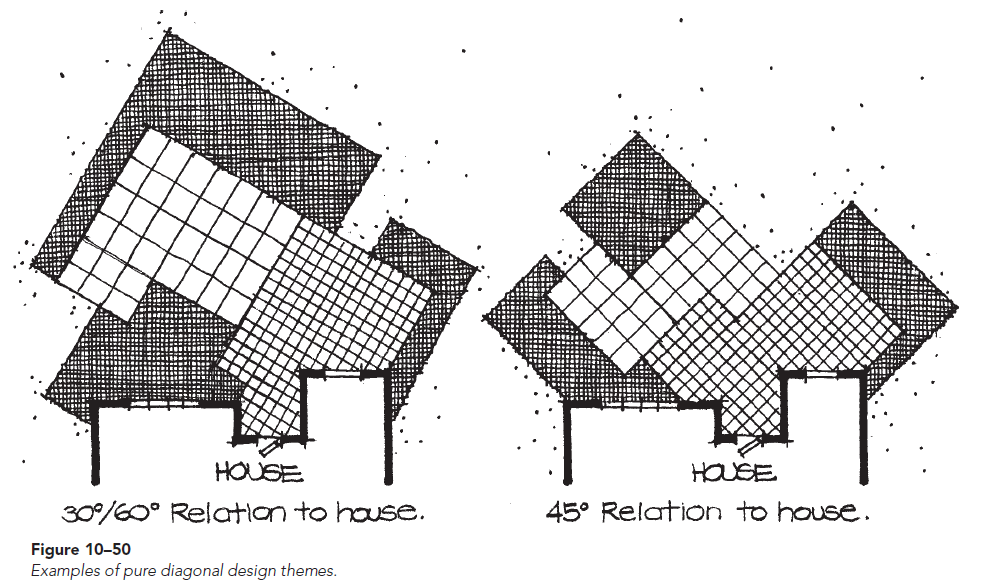 HOUSE
HOUSE
30°/60° Relation to house.
45° Relation to house.
Figure 10–50
Examples of pure diagonal design themes.